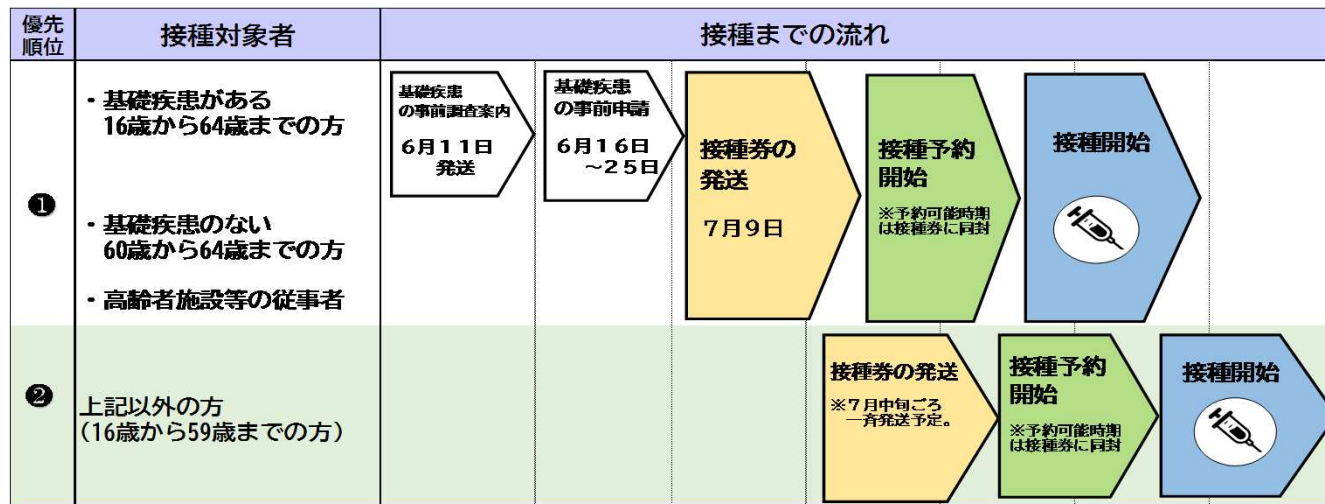 優先
順位
接種対象者
接種までの流れ
❶
・基礎疾患がある
16歳から64歳までの方
・基礎疾患のない
60歳から64歳までの方
・高齢者施設等の従事者
基礎疾患
の事前調査案内
6月11日
発送
基礎疾患
の事前申請
6月16日
～25日
接種券の
発送
7月9日
接種予約
開始
※予約可能時期
は接種券に同封
接種開始
❷
上記以外の方
（16歳から59歳までの方）
接種券の発送
※7月中旬ごろ
一斉発送予定。
接種予約
開始
※予約可能時期
は接種券に同封
接種開始